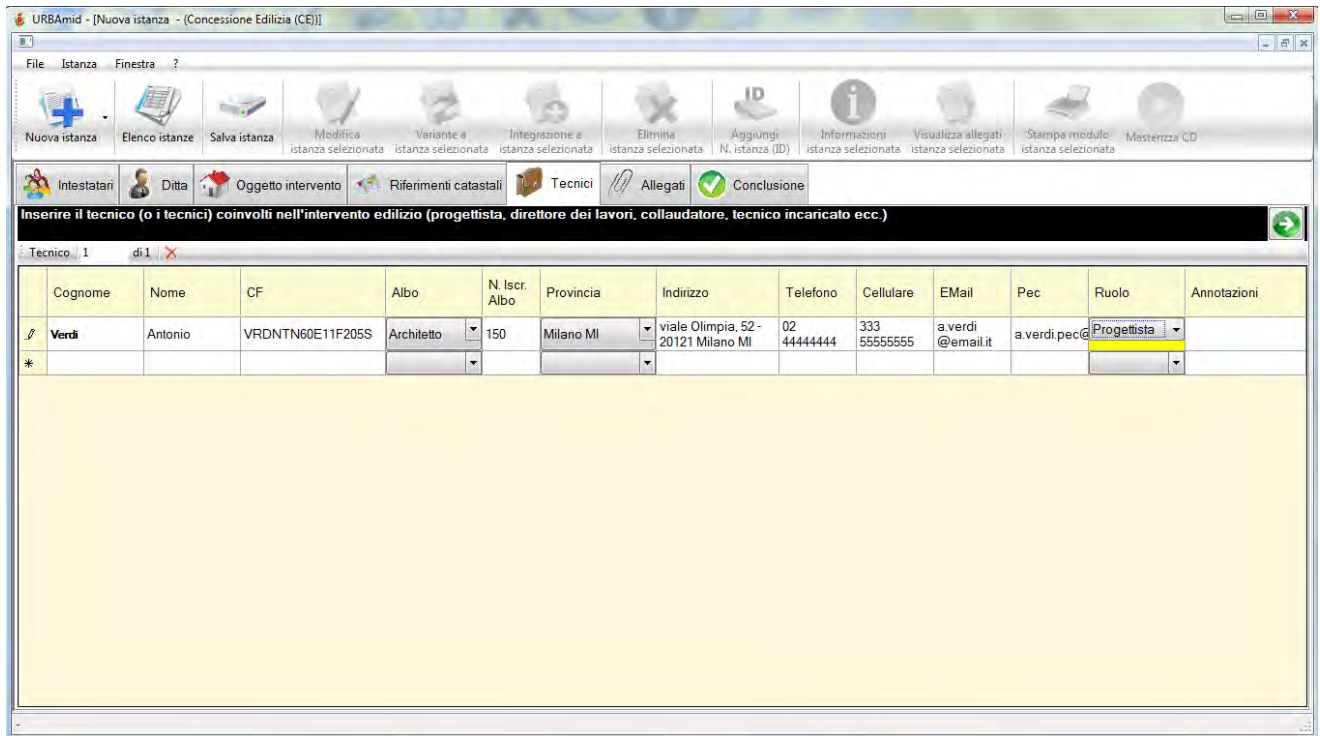 URBAmid - [Nuova istanza - (Concessione Edilizia (CE))]
File Istanza Finestra ?
Nuova istanza
Elenco istanze
Salva istanza
Modifica
istanza selezionata
Variante a
istanza selezionata
Integrazione a
istanza selezionata
Elimina
istanza selezionata
ID
Aggiungi
N. istanza (ID)
Informazioni
istanza selezionata
Visualizza allegati
istanza selezionata
Stampa modulo
istanza selezionata
Masterizza CD
Intestatari Ditta Oggetto intervento Riferimenti catastali Tecnici Allegati Conclusione
Inserire il tecnico (o i tecnici) coinvolti nell'intervento edilizio (progettista, direttore dei lavori, collaudatore, tecnico incaricato ecc.)
Tecnico 1 di 1
Cognome Nome CF Albo N. Iscr. Albo Provincia Indirizzo Telefono Cellulare EMail Pec Ruolo Annotazioni
Verdi Antonio VRDNTN60E11F205S Architetto 150 Milano MI viale Olimpia, 52 - 20121 Milano MI 02 44444444 333 55555555 a.verdi @email.it a.verdi.pec@ Progettista
*
-